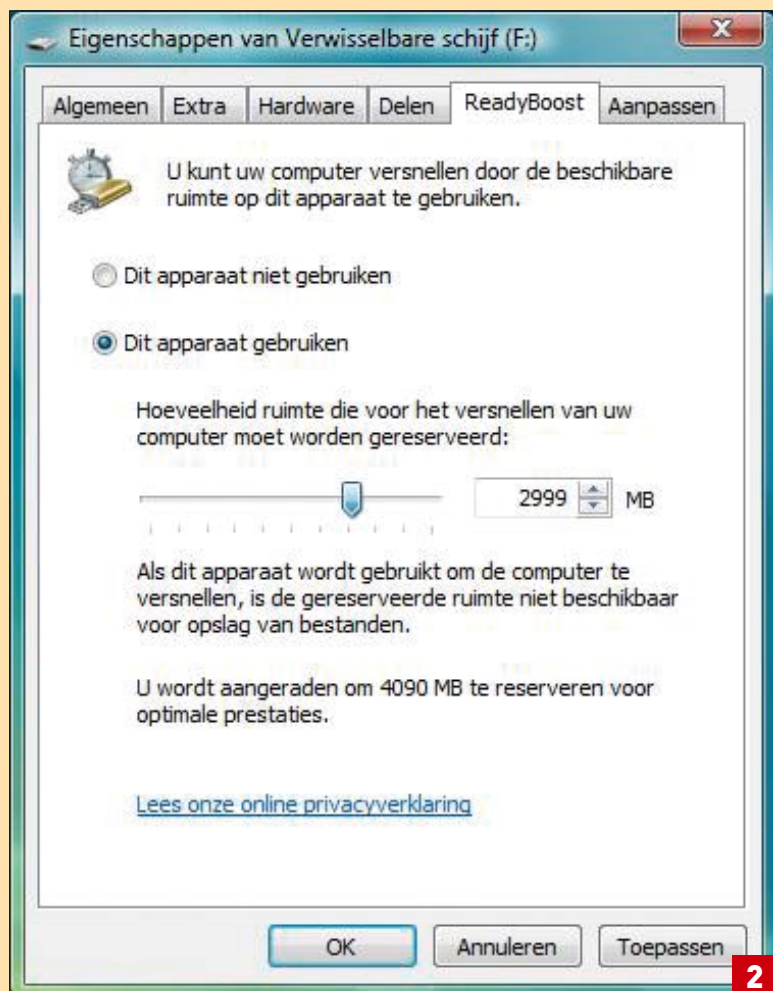 Eigenschappen van Verwisselbare schijf (F:)
Algemeen Extra Hardware Delen ReadyBoost Aanpassen
U kunt uw computer versnellen door de beschikbare
ruimte op dit apparaat te gebruiken.
Dit apparaat niet gebruiken
Dit apparaat gebruiken
Hoeveelheid ruimte die voor het versnellen van uw
computer moet worden gereserveerd:
2999 MB
Als dit apparaat wordt gebruikt om de computer te
versnellen, is de gereserveerde ruimte niet beschikbaar
voor opslag van bestanden.
U wordt aangeraden om 4090 MB te reserveren voor
optimale prestaties.
Lees onze online privacyverklaring
OK Annuleren Toepassen
2